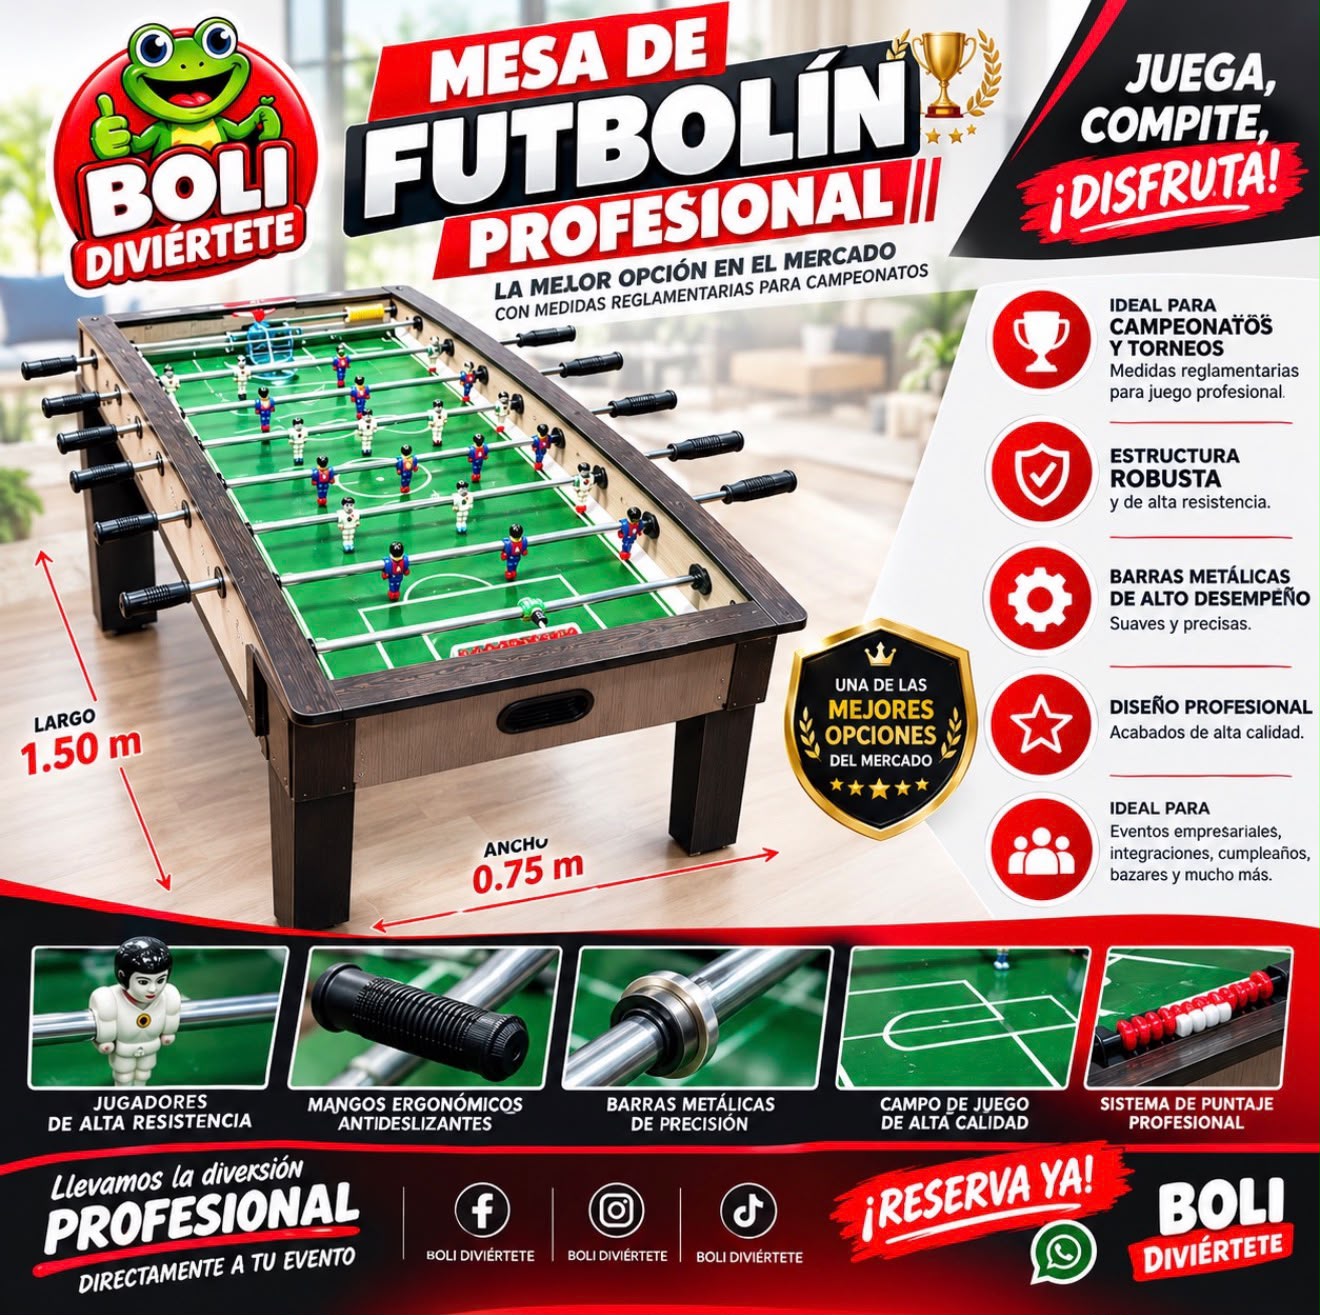 BOLI
DIVIÉRTETE
MESA DE
FUTBOLÍN
PROFESIONAL
LA MEJOR OPCIÓN EN EL MERCADO
CON MEDIDAS REGLAMENTARIAS PARA CAMPEONATOS
JUEGA,
COMPITE,
¡DISFRUTA!
IDEAL PARA
CAMPEONATOS
Y TORNEOS
Medidas reglamentarias
para juego profesional.
ESTRUCTURA
ROBUSTA
y de alta resistencia.
BARRAS METÁLICAS
DE ALTO DESEMPEÑO
Suaves y precisas.
DISEÑO PROFESIONAL
Acabados de alta calidad.
IDEAL PARA
Eventos empresariales,
integraciones, cumpleaños,
bazares y mucho más.
UNA DE LAS
MEJORES
OPCIONES
DEL MERCADO
LARGO
1.50 m
ANCHO
0.75 m
JUGADORES
DE ALTA RESISTENCIA
MANGOS ERGONÓMICOS
ANTIDESLIZANTES
BARRAS METÁLICAS
DE PRECISIÓN
CAMPO DE JUEGO
DE ALTA CALIDAD
SISTEMA DE PUNTAJE
PROFESIONAL
Llevamos la diversión
PROFESIONAL
DIRECTAMENTE A TU EVENTO
BOLI DIVIÉRTETE
BOLI DIVIÉRTETE
BOLI DIVIÉRTETE
¡RESERVA YA!
BOLI
DIVIÉRTETE